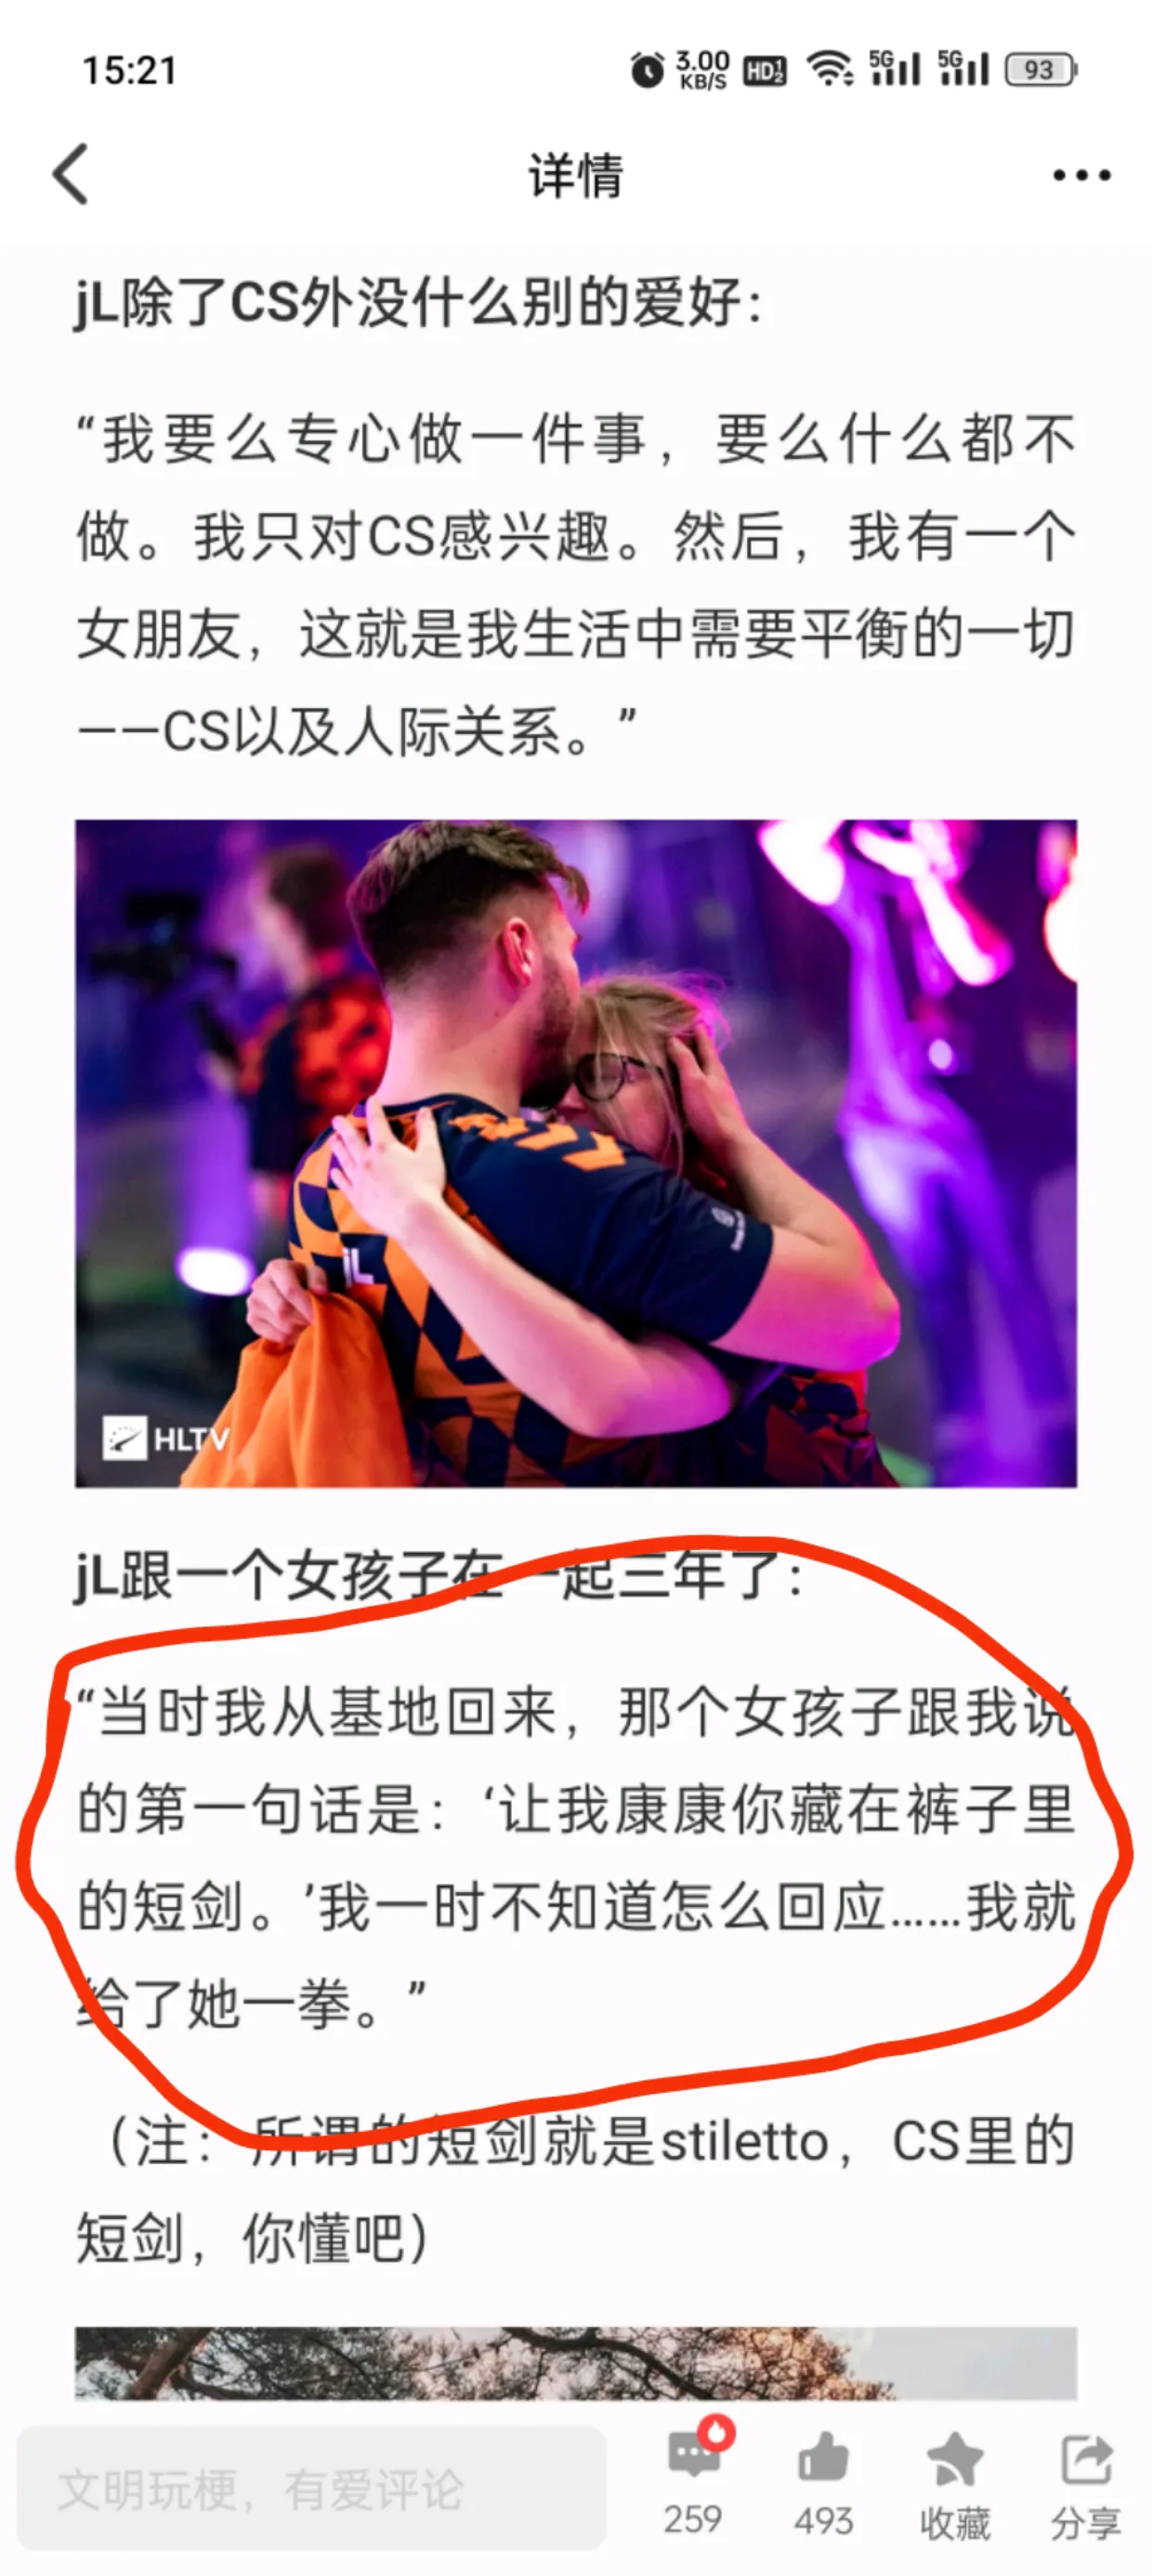 15:21
3.00
KB/S
HD
1
2
5G
5G
93
详情
jL除了CS外没什么别的爱好：
“我要么专心做一件事，要么什么都不
做。我只对CS感兴趣。然后，我有一个
女朋友，这就是我生活中需要平衡的一切
——CS以及人际关系。”
jL
HLTV
jL跟一个女孩子在一起三年了：
“当时我从基地回来，那个女孩子跟我说
的第一句话是：‘让我康康你藏在裤子里
的短剑。’我一时不知道怎么回应……我就
给了她一拳。”
（注：所谓的短剑就是stiletto，CS里的
短剑，你懂吧）
文明玩梗，有爱评论
259
493
收藏
分享